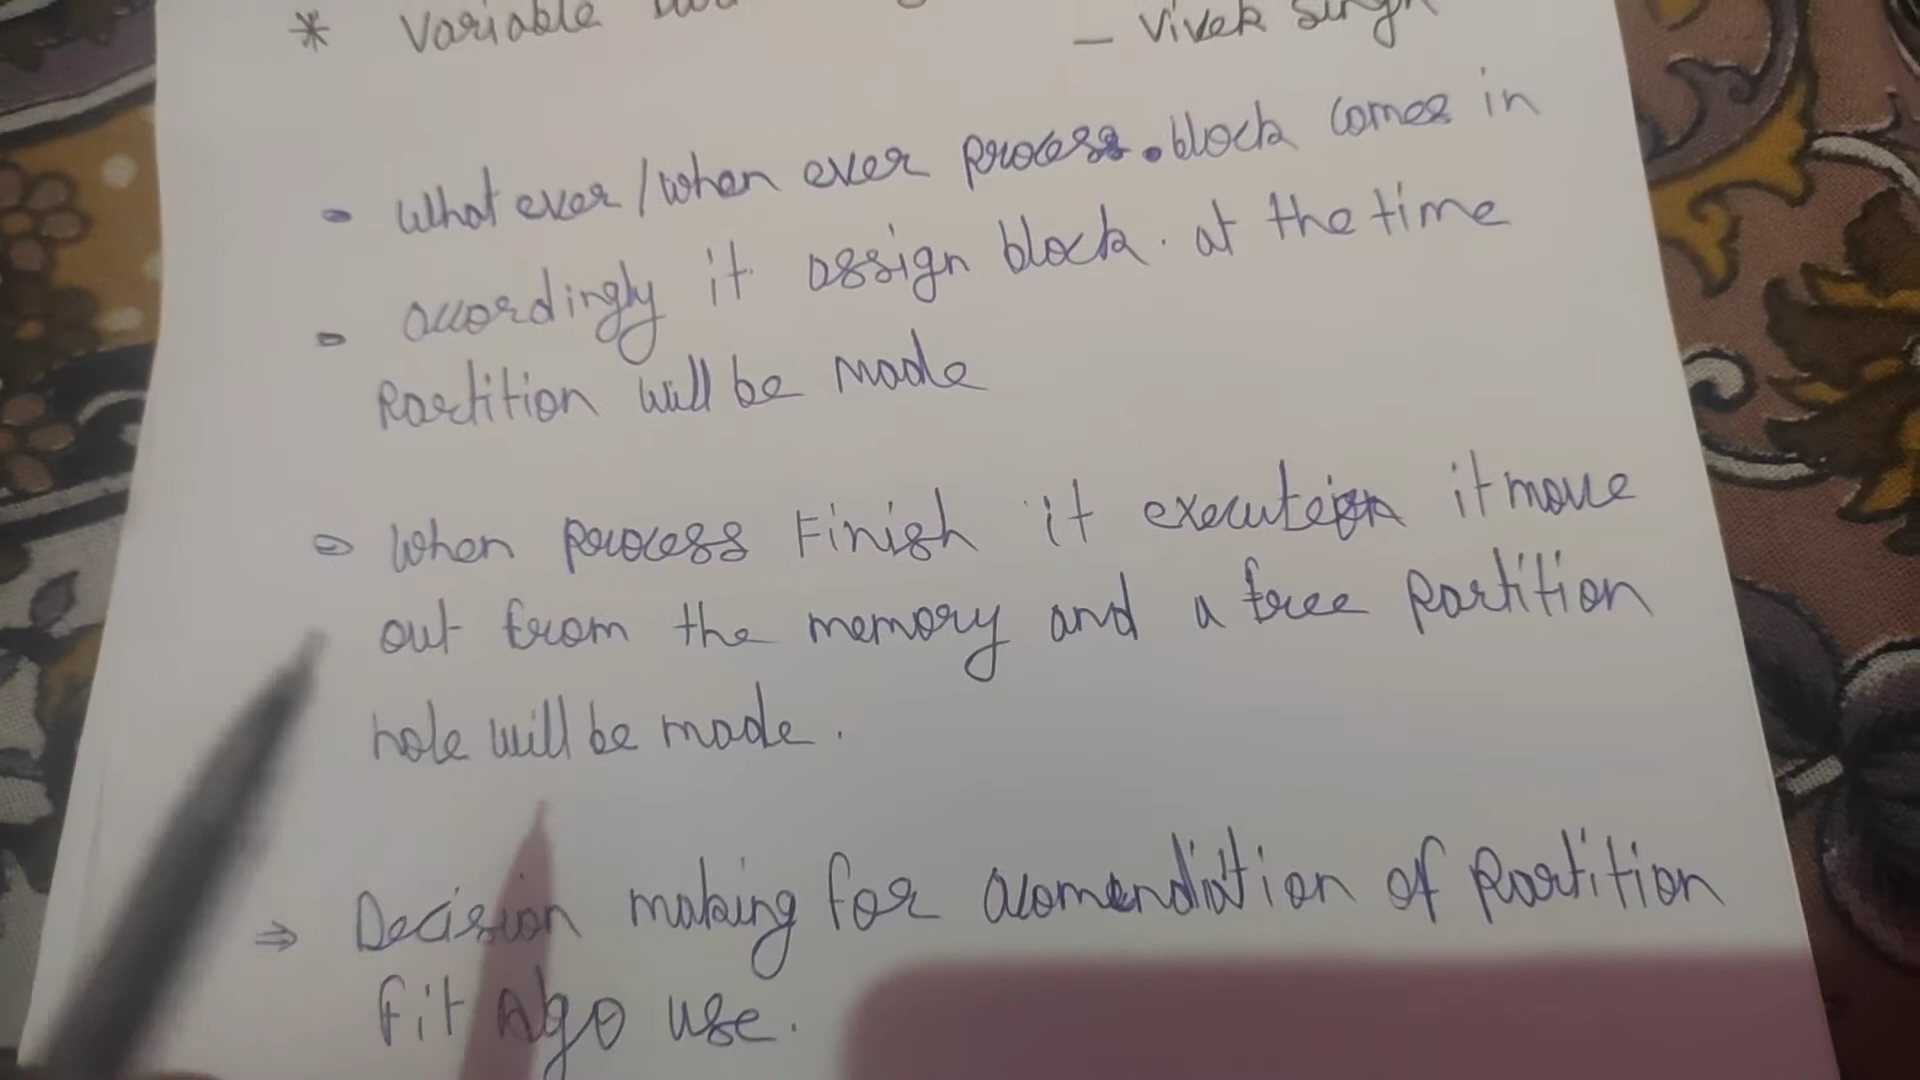 * Variable
- Vivek Singh
- What ever / when ever process. block comes in
- accordingly it assign block. at the time
Partition will be made
- When process Finish it execution it move
out from the memory and a free partition
hole will be made.
⇒ Decision making for acomendiation of partition
fit Algo use.